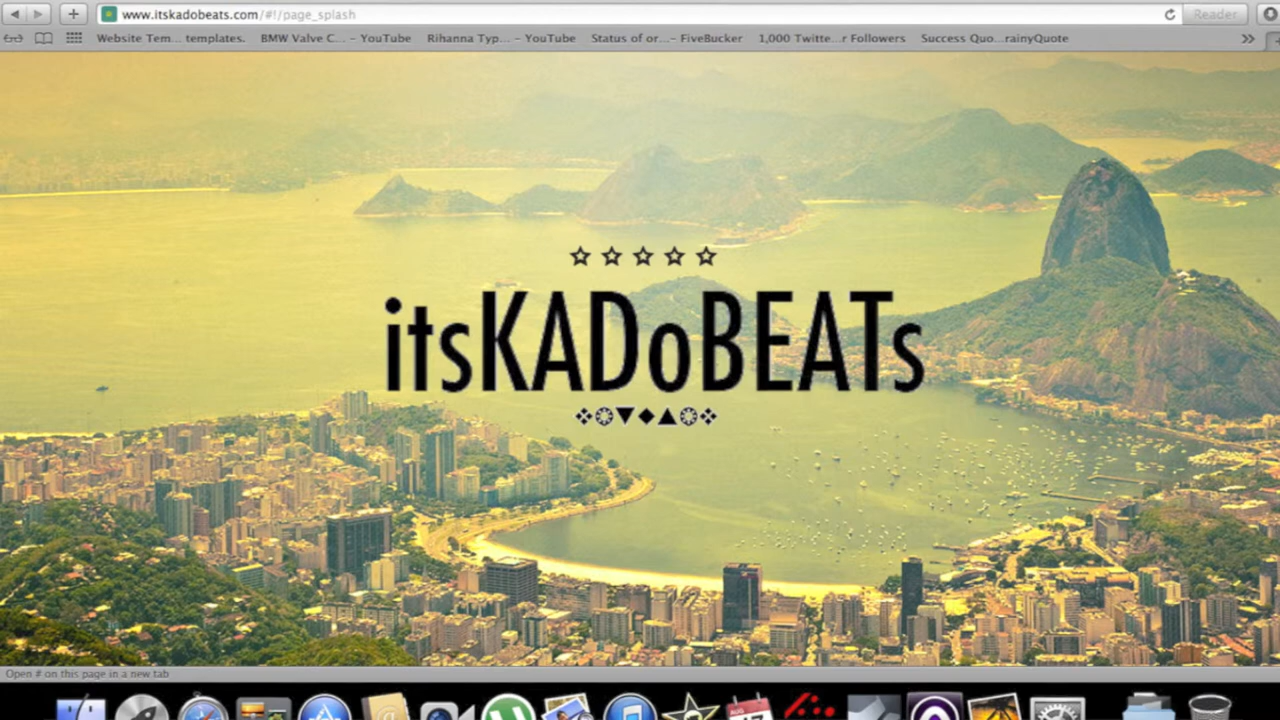 www.itskadobeats.com/#!/page_splash
Reader
Website Tem... templates. BMW Valve C... - YouTube Rihanna Typ... - YouTube Status of or...- FiveBucker 1,000 Twitte...r Followers Success Quo...rainyQuote
itsKADoBEATs
Open # on this page in a new tab
AUG